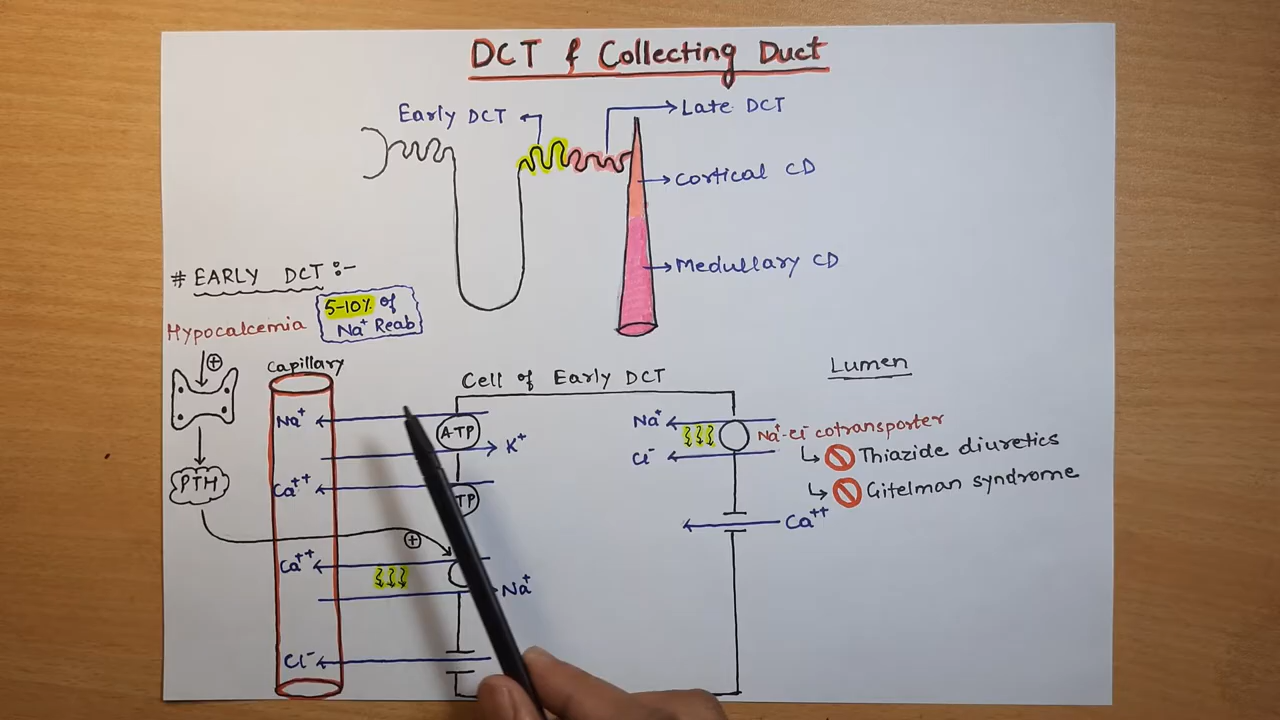 DCT & Collecting Duct
Early DCT
Late DCT
Cortical CD
Medullary CD
# EARLY DCT :-
Hypocalcemia
5-10% of
Na+ Reab
Capillary
Cell of Early DCT
Lumen
Na+
ATP
K+
Na+
Cl-
Na+-Cl- cotransporter
Thiazide diuretics
Gitelman syndrome
PTH
Ca++
TP
Ca++
Ca++
Na+
Cl-